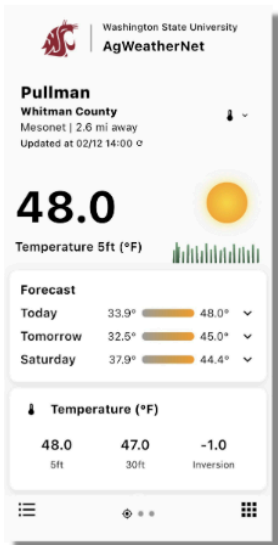 Washington State University
AgWeatherNet
Pullman
Whitman County
Mesonet | 2.6 mi away
Updated at 02/12 14:00
48.0
Temperature 5ft (°F)
Forecast
Today 33.9° 48.0°
Tomorrow 32.5° 45.0°
Saturday 37.9° 44.4°
Temperature (°F)
48.0 47.0 -1.0
5ft 30ft Inversion